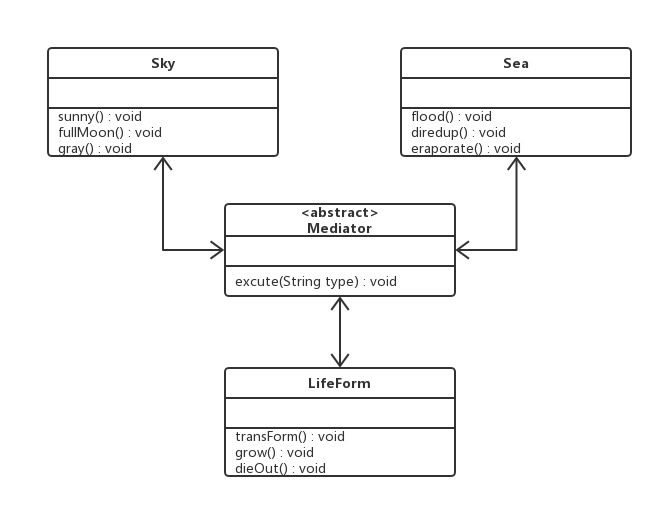 Sky
sunny() : void
fullMoon() : void
gray() : void
Sea
flood() : void
diredup() : void
eraporate() : void
<abstract>
Mediator
excute(String type) : void
LifeForm
transForm() : void
grow() : void
dieOut() : void